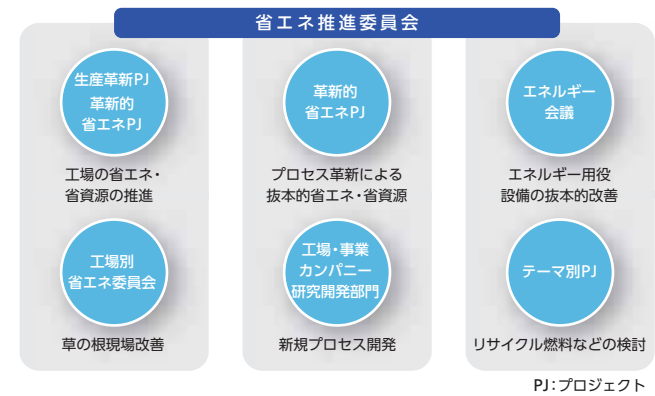 省エネ推進委員会
生産革新PJ
革新的
省エネPJ
工場の省エネ・
省資源の推進
工場別
省エネ委員会
草の根現場改善
革新的
省エネPJ
プロセス革新による
抜本的省エネ・省資源
工場・事業
カンパニー
研究開発部門
新規プロセス開発
エネルギー
会議
エネルギー用役
設備の抜本的改善
テーマ別PJ
リサイクル燃料などの検討
PJ:プロジェクト